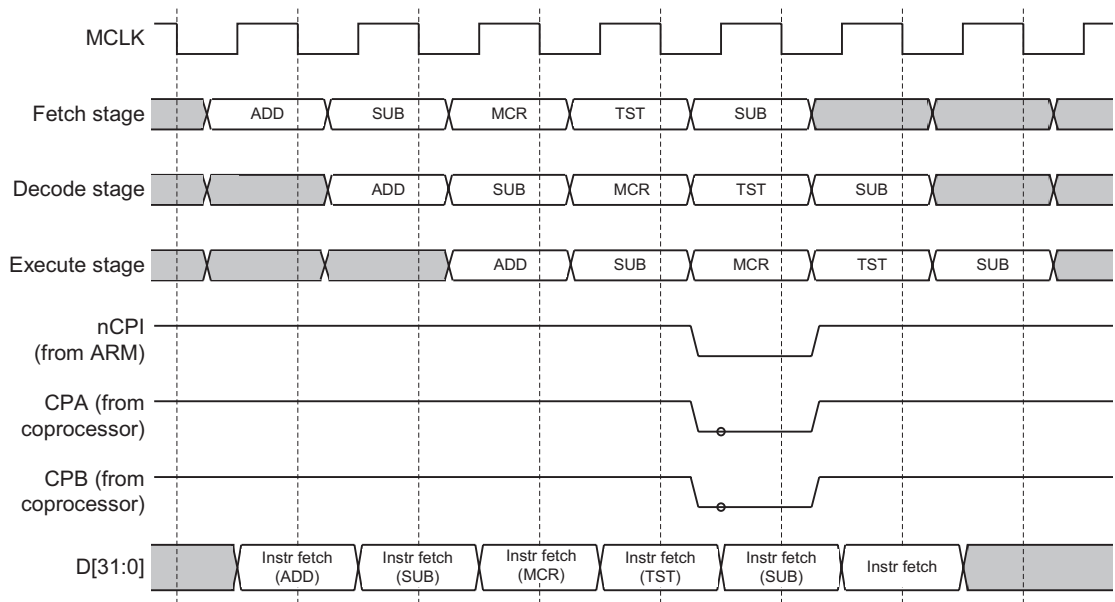 MCLK
Fetch stage ADD SUB MCR TST SUB
Decode stage ADD SUB MCR TST SUB
Execute stage ADD SUB MCR TST SUB
nCPI
(from ARM)
CPA (from
coprocessor)
CPB (from
coprocessor)
D[31:0] Instr fetch (ADD) Instr fetch (SUB) Instr fetch (MCR) Instr fetch (TST) Instr fetch (SUB) Instr fetch